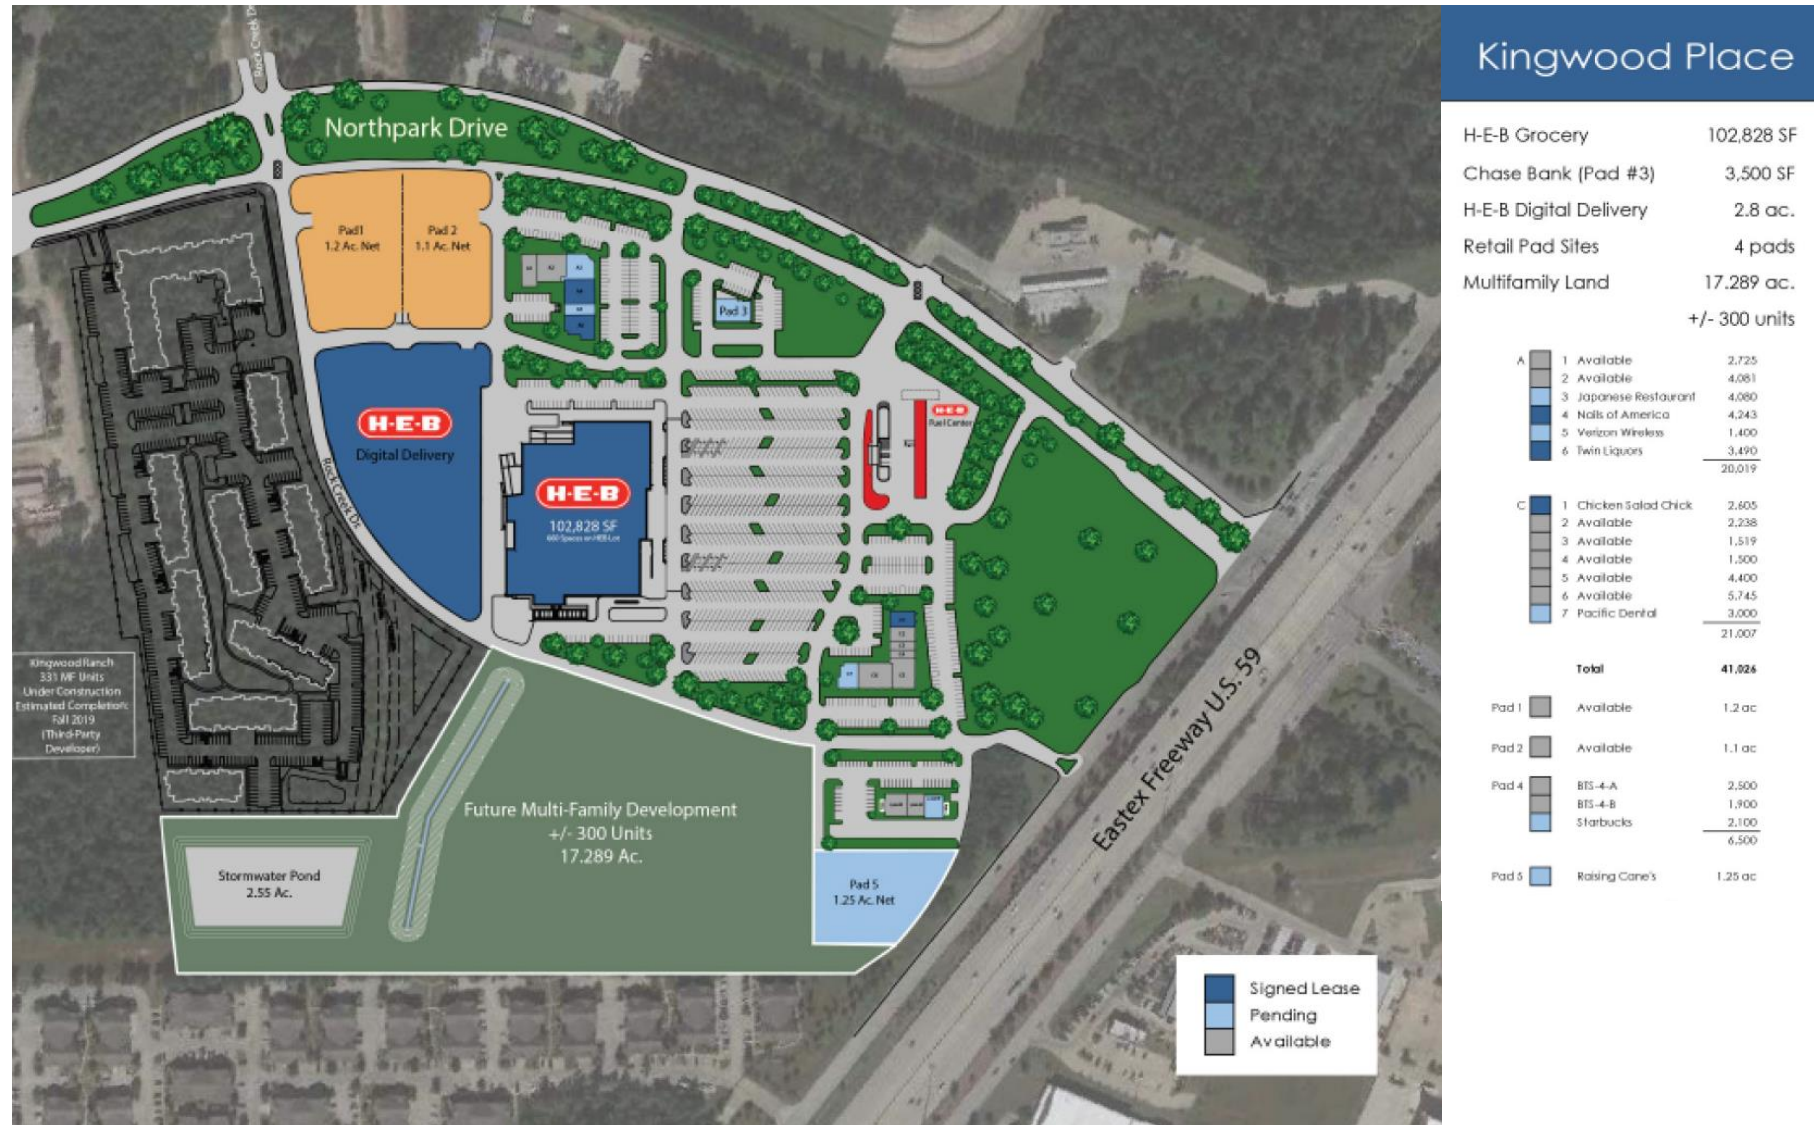 Kingwood Place
H-E-B Grocery 102,828 SF
Chase Bank (Pad #3) 3,500 SF
H-E-B Digital Delivery 2.8 ac.
Retail Pad Sites 4 pads
Multifamily Land 17.289 ac.
+/- 300 units
A 1 Available 2,725
2 Available 4,081
3 Japanese Restaurant 4,080
4 Nails of America 4,243
5 Verizon Wireless 1,400
6 Twin Liquors 3,490
20,019
C 1 Chicken Salad Chick 2,605
2 Available 2,238
3 Available 1,519
4 Available 1,500
5 Available 4,400
6 Available 5,745
7 Pacific Dental 3,000
21,007
Total 41,026
Pad 1 Available 1.2 ac
Pad 2 Available 1.1 ac
Pad 4 BTS-4-A 2,500
BTS-4-B 1,900
Starbucks 2,100
6,500
Pad 5 Raising Cane's 1.25 ac
Rock Creek Dr
Northpark Drive
Pad1
1.2 Ac. Net
Pad 2
1.1 Ac. Net
Pad 3
H-E-B
Digital Delivery
Rock Creek Dr
H-E-B
102,828 SF
660 Spaces on HEB Lot
H-E-B
Fuel Center
Kingwood Ranch
331 MF Units
Under Construction
Estimated Completion:
Fall 2019
(Third-Party
Developer)
Future Multi-Family Development
+/- 300 Units
17.289 Ac.
Stormwater Pond
2.55 Ac.
Pad 5
1.25 Ac. Net
Eastex Freeway U.S. 59
Signed Lease
Pending
Available